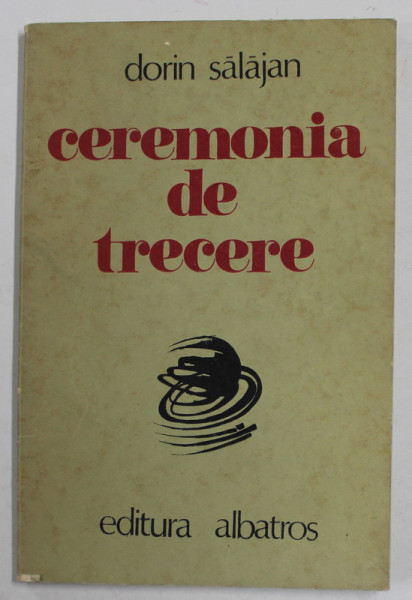 dorin sălăjan
ceremonia
de
trecere
editura albatros